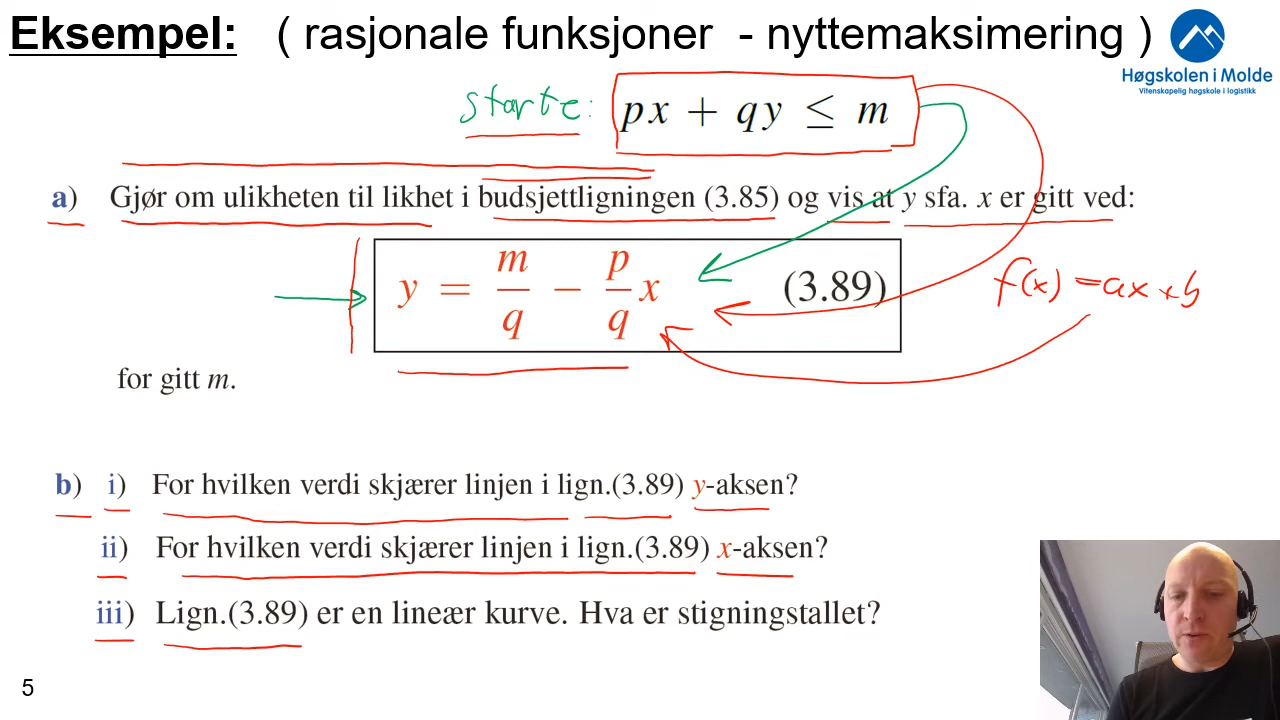 Eksempel: ( rasjonale funksjoner - nyttemaksimering )
Høgskolen i Molde
Vitenskapelig høgskole i logistikk
starte: px + qy ≤ m
a) Gjør om ulikheten til likhet i budsjettligningen (3.85) og vis at y sfa. x er gitt ved:
y = m/q − p/q x (3.89)
f(x) = ax + b
for gitt m.
b) i) For hvilken verdi skjærer linjen i lign.(3.89) y-aksen?
ii) For hvilken verdi skjærer linjen i lign.(3.89) x-aksen?
iii) Lign.(3.89) er en lineær kurve. Hva er stigningstallet?
5